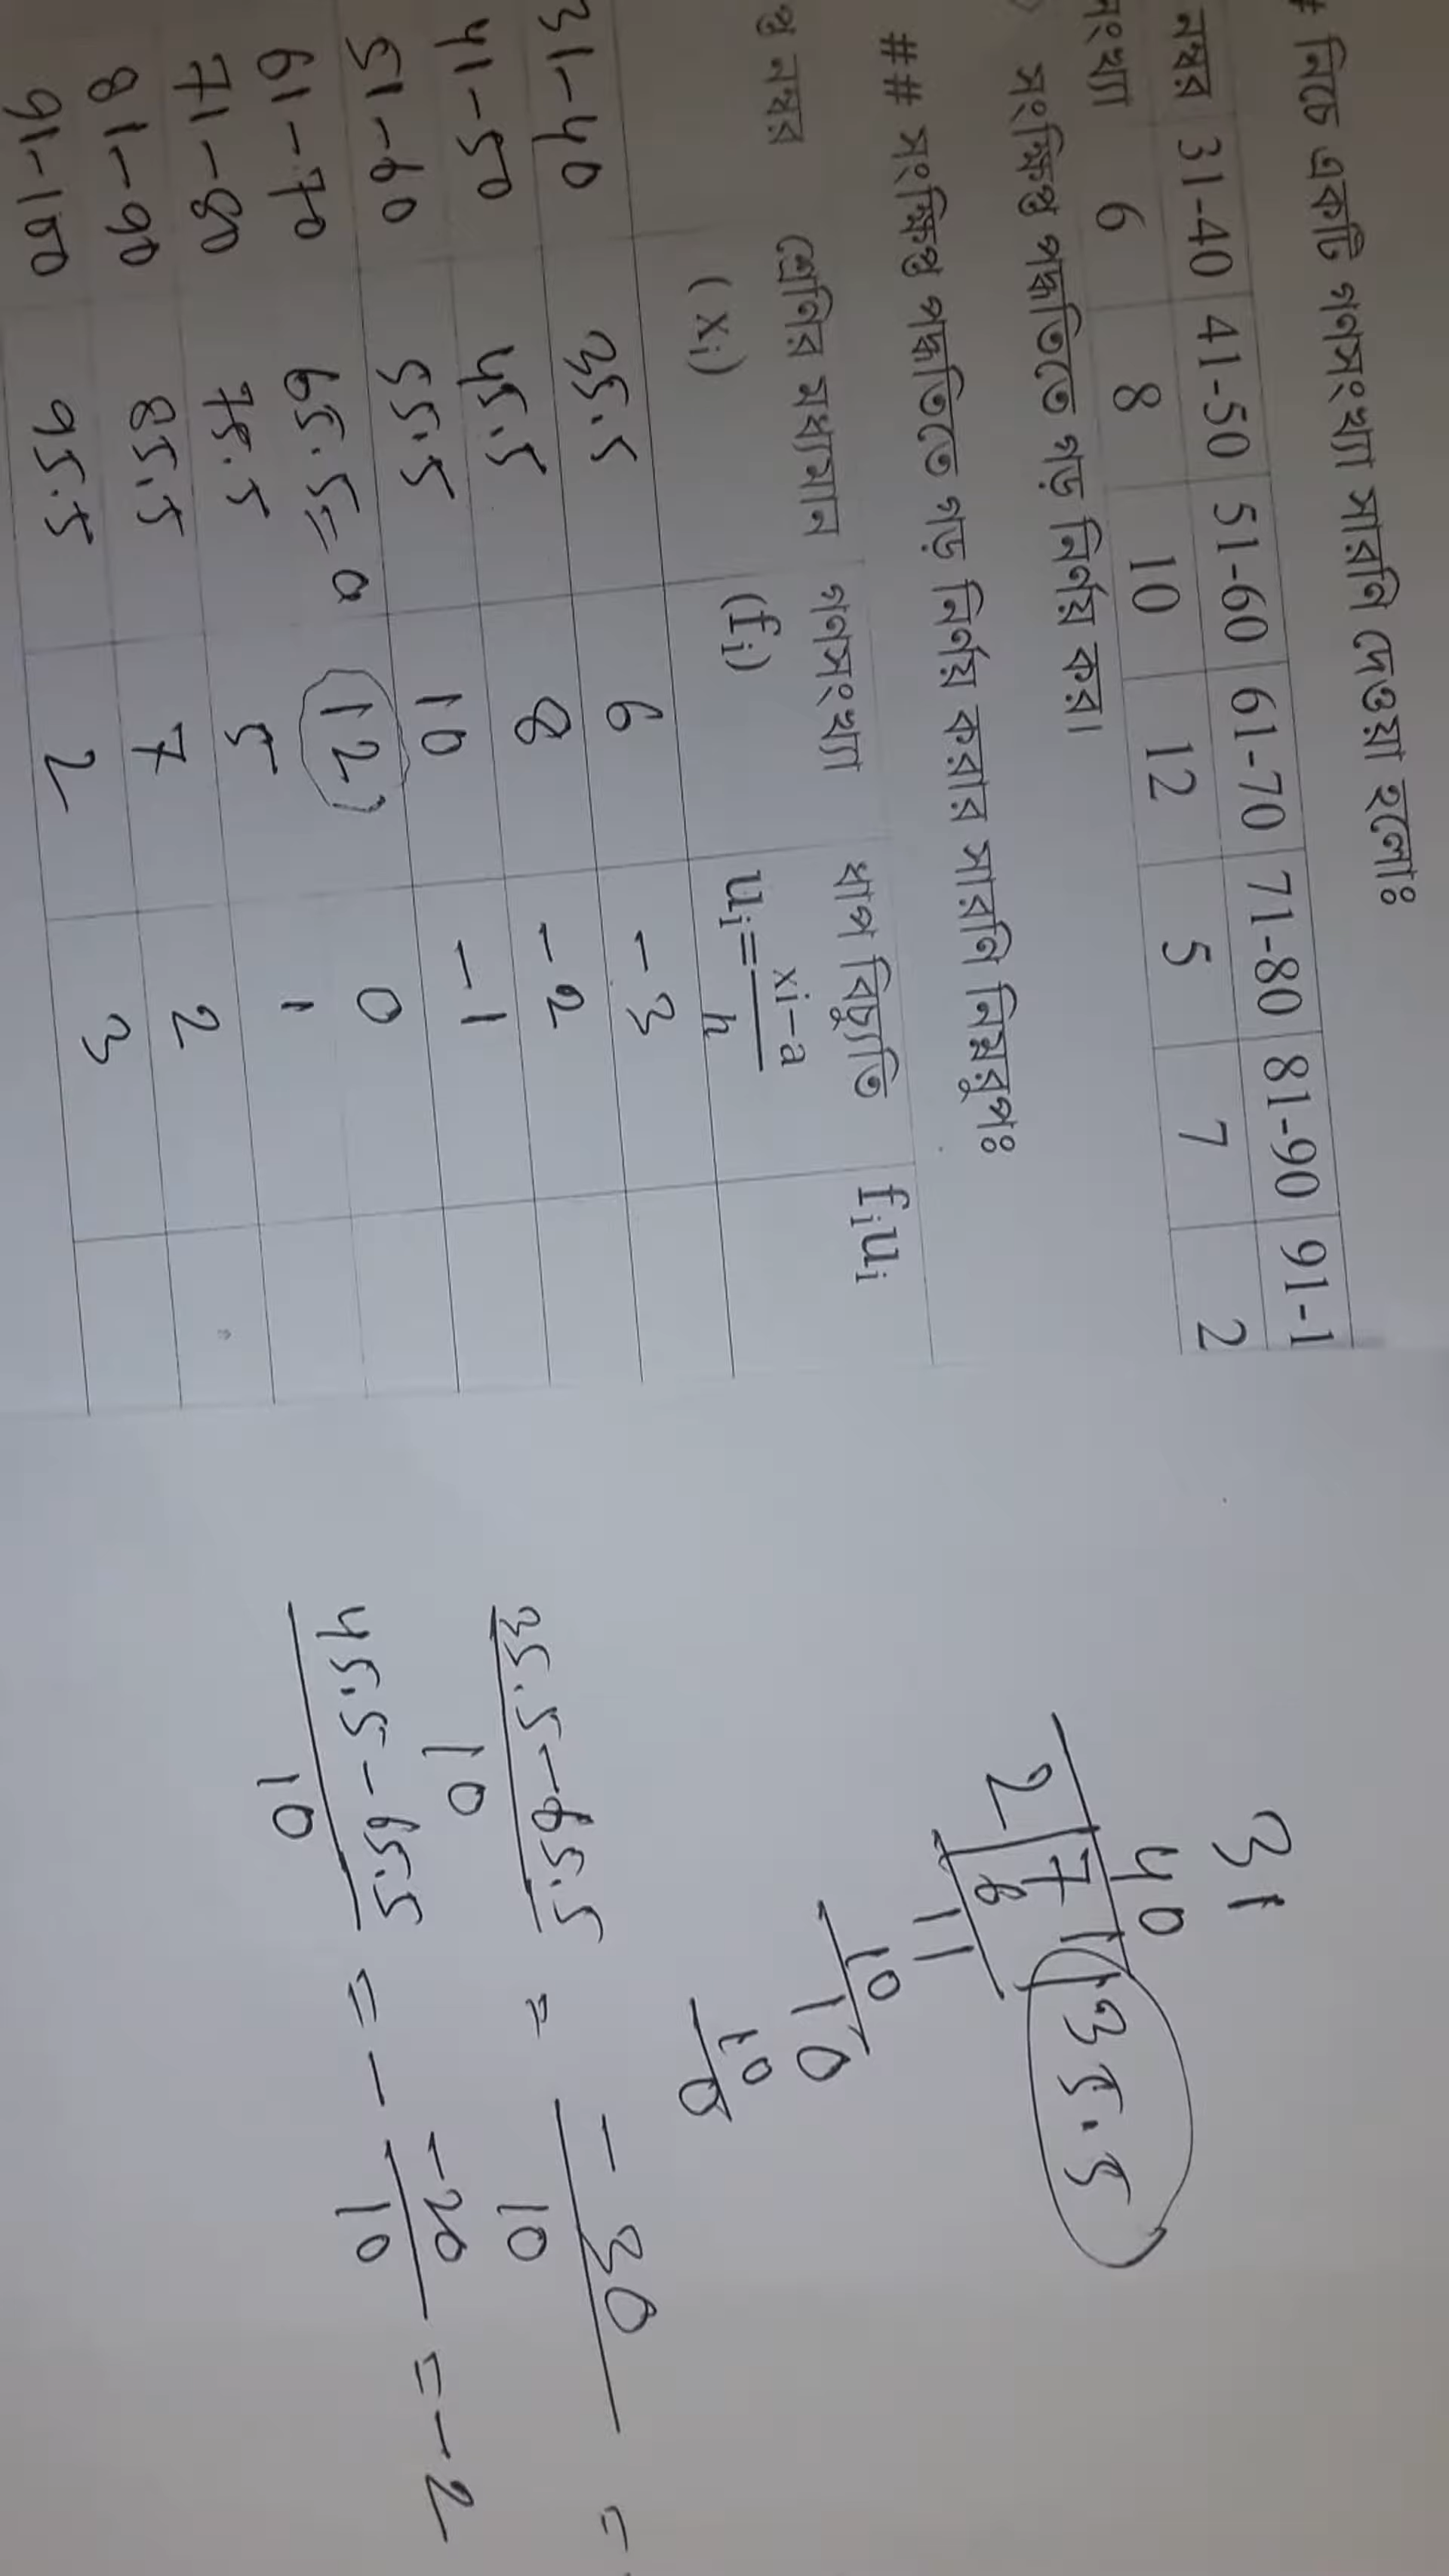 # নিচে একটি গণসংখ্যা সারণি দেওয়া হলোঃ
নম্বর 31-40 41-50 51-60 61-70 71-80 81-90 91-1
6 8 10 12 5 7 2
সংক্ষিপ্ত পদ্ধতিতে গড় নির্ণয় কর।
## সংক্ষিপ্ত পদ্ধতিতে গড় নির্ণয় করার সারণি নিম্নরূপঃ
নম্বর শ্রেনির মধ্যমান গণসংখ্যা ধাপ বিচ্যুতি fᵢuᵢ
(xᵢ) (fᵢ) uᵢ = xi-a / h
31-40 35.5 6 -3
41-50 45.5 8 -2
51-60 55.5 10 -1
61-70 65.5=a (12) 0
71-80 75.5 5 1
81-90 85.5 7 2
91-100 95.5 2 3
31
40
2 | 71 | 35.5
6
11
10
10
10
0
35.5-65.5 / 10 = -30 / 10 =
45.5-65.5 / 10 = - -20 / 10 = -2